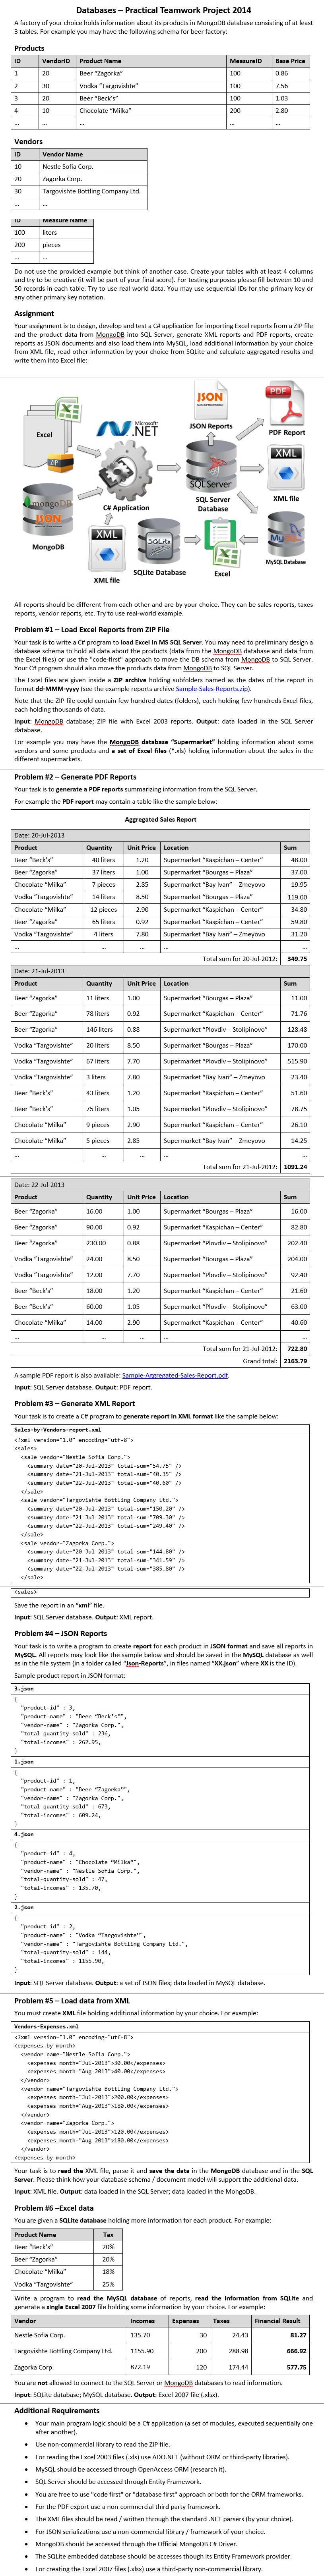 Databases – Practical Teamwork Project 2014
A factory of your choice holds information about its products in MongoDB database consisting of at least
3 tables. For example you may have the following schema for beer factory:
Products
ID VendorID Product Name MeasureID Base Price
1 20 Beer "Zagorka" 100 0.86
2 30 Vodka "Targovishte" 100 7.56
3 20 Beer "Beck's" 100 1.03
4 10 Chocolate "Milka" 200 2.80
... ... ... ... ...
Vendors
ID Vendor Name
10 Nestle Sofia Corp.
20 Zagorka Corp.
30 Targovishte Bottling Company Ltd.
... ...
ID Measure Name
100 liters
200 pieces
... ...
Do not use the provided example but think of another case. Create your tables with at least 4 columns
and try to be creative (it will be part of your final score). For testing purposes please fill between 10 and
50 records in each table. Try to use real-world data. You may use sequential IDs for the primary key or
any other primary key notation.
Assignment
Your assignment is to design, develop and test a C# application for importing Excel reports from a ZIP file
and the product data from MongoDB into SQL Server, generate XML reports and PDF reports, create
reports as JSON documents and also load them into MySQL, load additional information by your choice
from XML file, read other information by your choice from SQLite and calculate aggregated results and
write them into Excel file:
Excel
ZIP
Microsoft
.NET
JSON
JSON Reports
PDF
PDF Report
mongoDB
JSON
MongoDB
C# Application
SQL Server
SQL Server
Database
XML
XML file
XML
XML file
SQLite
SQLite Database
Excel
MySQL
MySQL Database
All reports should be different from each other and are by your choice. They can be sales reports, taxes
reports, vendor reports, etc. Try to use real-world example.
Problem #1 – Load Excel Reports from ZIP File
Your task is to write a C# program to load Excel in MS SQL Server. You may need to preliminary design a
database schema to hold all data about the products (data from the MongoDB database and data from
the Excel files) or use the "code-first" approach to move the DB schema from MongoDB to SQL Server.
Your C# program should also move the products data from MongoDB to SQL Server.
The Excel files are given inside a ZIP archive holding subfolders named as the dates of the report in
format dd-MMM-yyyy (see the example reports archive Sample-Sales-Reports.zip).
Note that the ZIP file could contain few hundred dates (folders), each holding few hundreds Excel files,
each holding thousands of data.
Input: MongoDB database; ZIP file with Excel 2003 reports. Output: data loaded in the SQL Server
database.
For example you may have the MongoDB database "Supermarket" holding information about some
vendors and some products and a set of Excel files (*.xls) holding information about the sales in the
different supermarkets.
Problem #2 – Generate PDF Reports
Your task is to generate a PDF reports summarizing information from the SQL Server.
For example the PDF report may contain a table like the sample below:
Aggregated Sales Report
Date: 20-Jul-2013
Product Quantity Unit Price Location Sum
Beer "Beck's" 40 liters 1.20 Supermarket "Kaspichan – Center" 48.00
Beer "Zagorka" 37 liters 1.00 Supermarket "Bourgas – Plaza" 37.00
Chocolate "Milka" 7 pieces 2.85 Supermarket "Bay Ivan" – Zmeyovo 19.95
Vodka "Targovishte" 14 liters 8.50 Supermarket "Bourgas – Plaza" 119.00
Chocolate "Milka" 12 pieces 2.90 Supermarket "Kaspichan – Center" 34.80
Beer "Zagorka" 65 liters 0.92 Supermarket "Kaspichan – Center" 59.80
Vodka "Targovishte" 4 liters 7.80 Supermarket "Bay Ivan" – Zmeyovo 31.20
... ... ... ... ...
Total sum for 20-Jul-2013: 349.75
Date: 21-Jul-2013
Product Quantity Unit Price Location Sum
Beer "Zagorka" 11 liters 1.00 Supermarket "Bourgas – Plaza" 11.00
Beer "Zagorka" 78 liters 0.92 Supermarket "Kaspichan – Center" 71.76
Beer "Zagorka" 146 liters 0.88 Supermarket "Plovdiv – Stolipinovo" 128.48
Vodka "Targovishte" 20 liters 8.50 Supermarket "Bourgas – Plaza" 170.00
Vodka "Targovishte" 67 liters 7.70 Supermarket "Plovdiv – Stolipinovo" 515.90
Vodka "Targovishte" 3 liters 7.80 Supermarket "Bay Ivan" – Zmeyovo 23.40
Beer "Beck's" 43 liters 1.20 Supermarket "Kaspichan – Center" 51.60
Beer "Beck's" 75 liters 1.05 Supermarket "Plovdiv – Stolipinovo" 78.75
Chocolate "Milka" 9 pieces 2.90 Supermarket "Kaspichan – Center" 26.10
Chocolate "Milka" 5 pieces 2.85 Supermarket "Bay Ivan" – Zmeyovo 14.25
... ... ... ... ...
Total sum for 21-Jul-2013: 1091.24
Date: 22-Jul-2013
Product Quantity Unit Price Location Sum
Beer "Zagorka" 16.00 1.00 Supermarket "Bourgas – Plaza" 16.00
Beer "Zagorka" 90.00 0.92 Supermarket "Kaspichan – Center" 82.80
Beer "Zagorka" 230.00 0.88 Supermarket "Plovdiv – Stolipinovo" 202.40
Vodka "Targovishte" 24.00 8.50 Supermarket "Bourgas – Plaza" 204.00
Vodka "Targovishte" 12.00 7.70 Supermarket "Plovdiv – Stolipinovo" 92.40
Beer "Beck's" 18.00 1.20 Supermarket "Kaspichan – Center" 21.60
Beer "Beck's" 60.00 1.05 Supermarket "Plovdiv – Stolipinovo" 63.00
Chocolate "Milka" 14.00 2.90 Supermarket "Kaspichan – Center" 40.60
... ... ... ...
Total sum for 21-Jul-2013: 722.80
Grand total: 2163.79
A sample PDF report is also available: Sample-Aggregated-Sales-Report.pdf.
Input: SQL Server database. Output: PDF report.
Problem #3 – Generate XML Report
Your task is to create a C# program to generate report in XML format like the sample below:
Sales-by-Vendors-report.xml
<?xml version="1.0" encoding="utf-8">
<sales>
<sale vendor="Nestle Sofia Corp.">
<summary date="20-Jul-2013" total-sum="54.75" />
<summary date="21-Jul-2013" total-sum="40.35" />
<summary date="22-Jul-2013" total-sum="40.60" />
</sale>
<sale vendor="Targovishte Bottling Company Ltd.">
<summary date="20-Jul-2013" total-sum="150.20" />
<summary date="21-Jul-2013" total-sum="709.30" />
<summary date="22-Jul-2013" total-sum="249.40" />
</sale>
<sale vendor="Zagorka Corp.">
<summary date="20-Jul-2013" total-sum="144.80" />
<summary date="21-Jul-2013" total-sum="341.59" />
<summary date="22-Jul-2013" total-sum="385.80" />
</sale>
<sales>
Save the report in an "xml" file.
Input: SQL Server database. Output: XML report.
Problem #4 – JSON Reports
Your task is to write a program to create report for each product in JSON format and save all reports in
MySQL. All reports may look like the sample below and should be saved in the MySQL database as well
as in the file system (in a folder called "Json-Reports", in files named "XX.json" where XX is the ID).
Sample product report in JSON format:
3.json
{
"product-id" : 3,
"product-name" : "Beer “Beck's”",
"vendor-name" : "Zagorka Corp.",
"total-quantity-sold" : 236,
"total-incomes" : 262.95,
}
1.json
{
"product-id" : 1,
"product-name" : "Beer “Zagorka”",
"vendor-name" : "Zagorka Corp.",
"total-quantity-sold" : 673,
"total-incomes" : 609.24,
}
4.json
{
"product-id" : 4,
"product-name" : "Chocolate “Milka”",
"vendor-name" : "Nestle Sofia Corp.",
"total-quantity-sold" : 47,
"total-incomes" : 135.70,
}
2.json
{
"product-id" : 2,
"product-name" : "Vodka “Targovishte”",
"vendor-name" : "Targovishte Bottling Company Ltd.",
"total-quantity-sold" : 144,
"total-incomes" : 1155.90,
}
Input: SQL Server database. Output: a set of JSON files; data loaded in MySQL database.
Problem #5 – Load data from XML
You must create XML file holding additional information by your choice. For example:
Vendors-Expenses.xml
<?xml version="1.0" encoding="utf-8">
<expenses-by-month>
<vendor name="Nestle Sofia Corp.">
<expenses month="Jul-2013">30.00</expenses>
<expenses month="Aug-2013">40.00</expenses>
</vendor>
<vendor name="Targovishte Bottling Company Ltd.">
<expenses month="Jul-2013">200.00</expenses>
<expenses month="Aug-2013">180.00</expenses>
</vendor>
<vendor name="Zagorka Corp.">
<expenses month="Jul-2013">120.00</expenses>
<expenses month="Aug-2013">180.00</expenses>
</vendor>
<expenses-by-month>
Your task is to read the XML file, parse it and save the data in the MongoDB database and in the SQL
Server. Please think how your database schema / document model will support the additional data.
Input: XML file. Output: data loaded in the SQL Server; data loaded in the MongoDB.
Problem #6 –Excel data
You are given a SQLite database holding more information for each product. For example:
Product Name Tax
Beer "Beck's" 20%
Beer "Zagorka" 20%
Chocolate "Milka" 18%
Vodka "Targovishte" 25%
Write a program to read the MySQL database of reports, read the information from SQLite and
generate a single Excel 2007 file holding some information by your choice. For example:
Vendor Incomes Expenses Taxes Financial Result
Nestle Sofia Corp. 135.70 30 24.43 81.27
Targovishte Bottling Company Ltd. 1155.90 200 288.98 666.92
Zagorka Corp. 872.19 120 174.44 577.75
You are not allowed to connect to the SQL Server or MongoDB databases to read information.
Input: SQLite database; MySQL database. Output: Excel 2007 file (.xlsx).
Additional Requirements
• Your main program logic should be a C# application (a set of modules, executed sequentially one
after another).
• Use non-commercial library to read the ZIP file.
• For reading the Excel 2003 files (.xls) use ADO.NET (without ORM or third-party libraries).
• MySQL should be accessed through OpenAccess ORM (research it).
• SQL Server should be accessed through Entity Framework.
• You are free to use "code first" or "database first" approach or both for the ORM frameworks.
• For the PDF export use a non-commercial third party framework.
• The XML files should be read / written through the standard .NET parsers (by your choice).
• For JSON serializations use a non-commercial library / framework of your choice.
• MongoDB should be accessed through the Official MongoDB C# Driver.
• The SQLite embedded database should be accesses though its Entity Framework provider.
• For creating the Excel 2007 files (.xlsx) use a third-party non-commercial library.